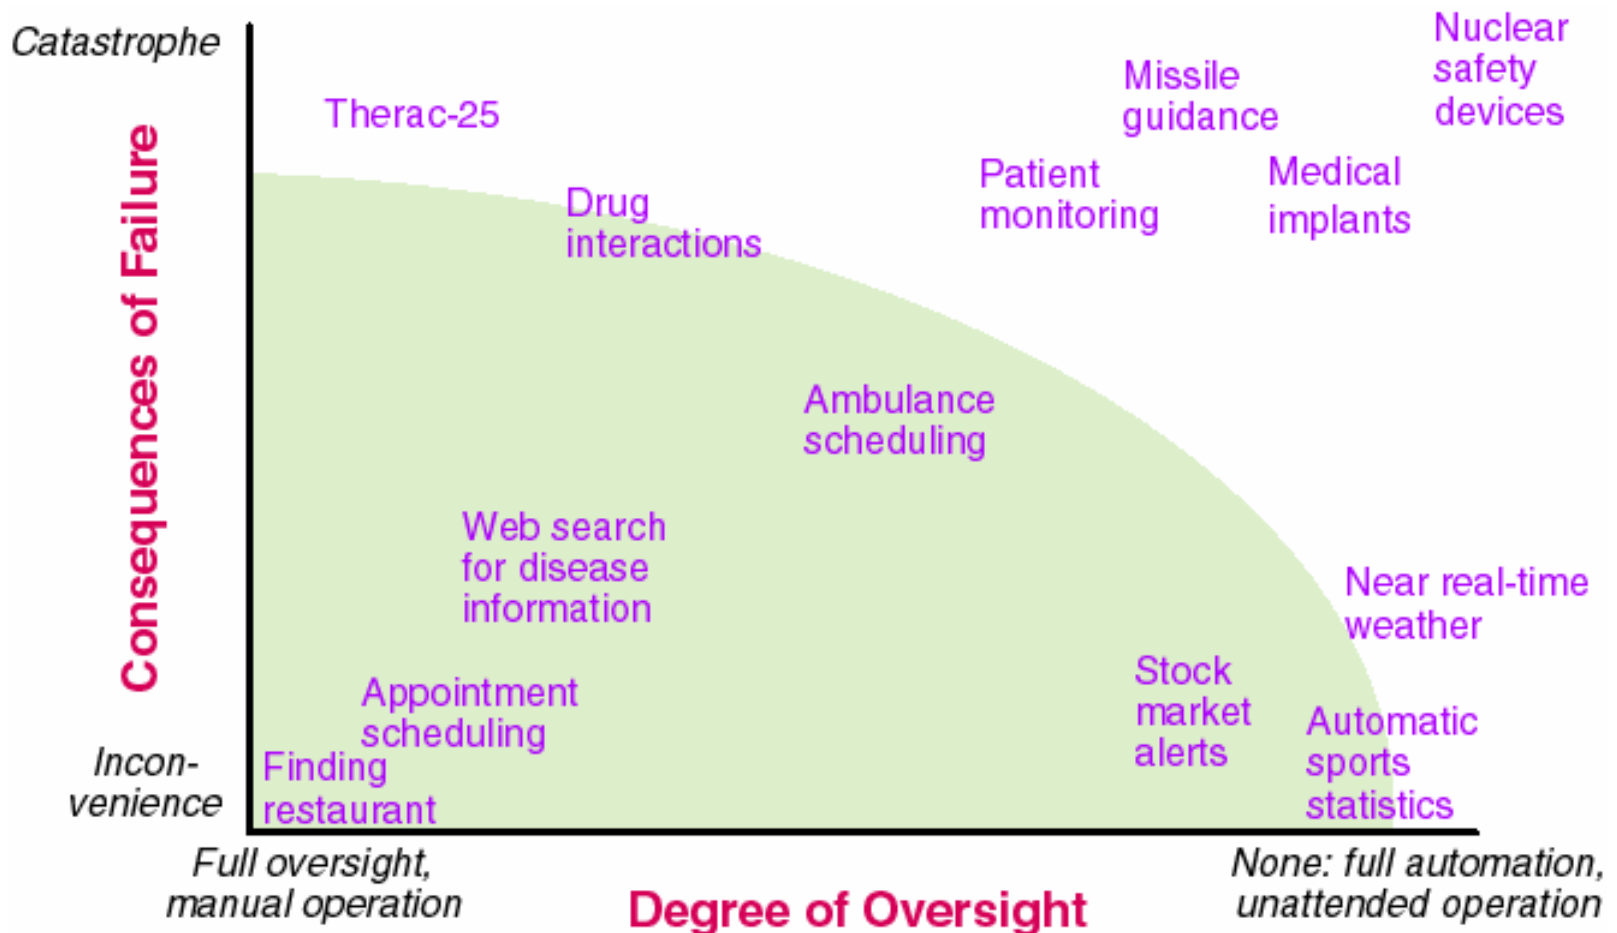 Catastrophe
Consequences of Failure
Incon-
venience
Therac-25
Drug
interactions
Patient
monitoring
Missile
guidance
Medical
implants
Nuclear
safety
devices
Ambulance
scheduling
Web search
for disease
information
Near real-time
weather
Appointment
scheduling
Stock
market
alerts
Automatic
sports
statistics
Finding
restaurant
Full oversight,
manual operation
Degree of Oversight
None: full automation,
unattended operation